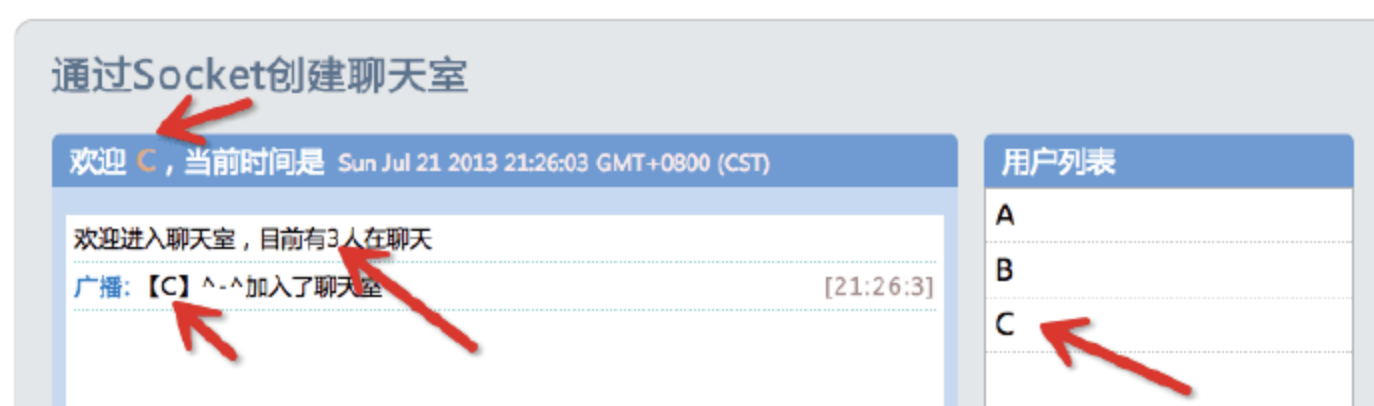 通过Socket创建聊天室
欢迎 C，当前时间是 Sun Jul 21 2013 21:26:03 GMT+0800 (CST)
欢迎进入聊天室，目前有3人在聊天
广播:【C】^-^加入了聊天室 [21:26:3]
用户列表
A
B
C